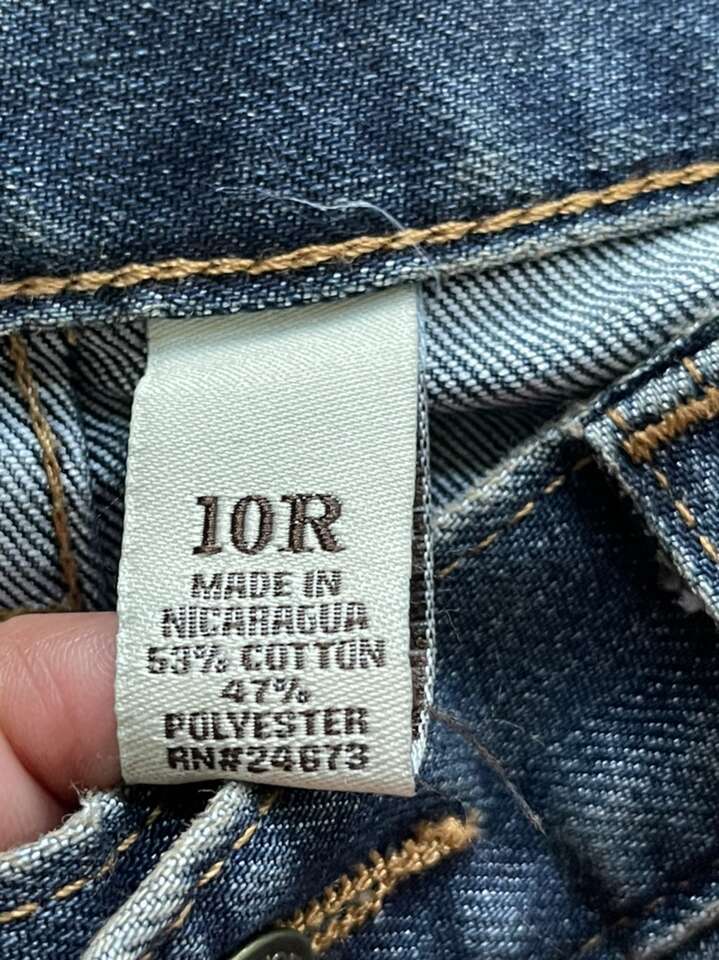 10R
MADE IN
NICARAGUA
53% COTTON
47%
POLYESTER
RN#24673